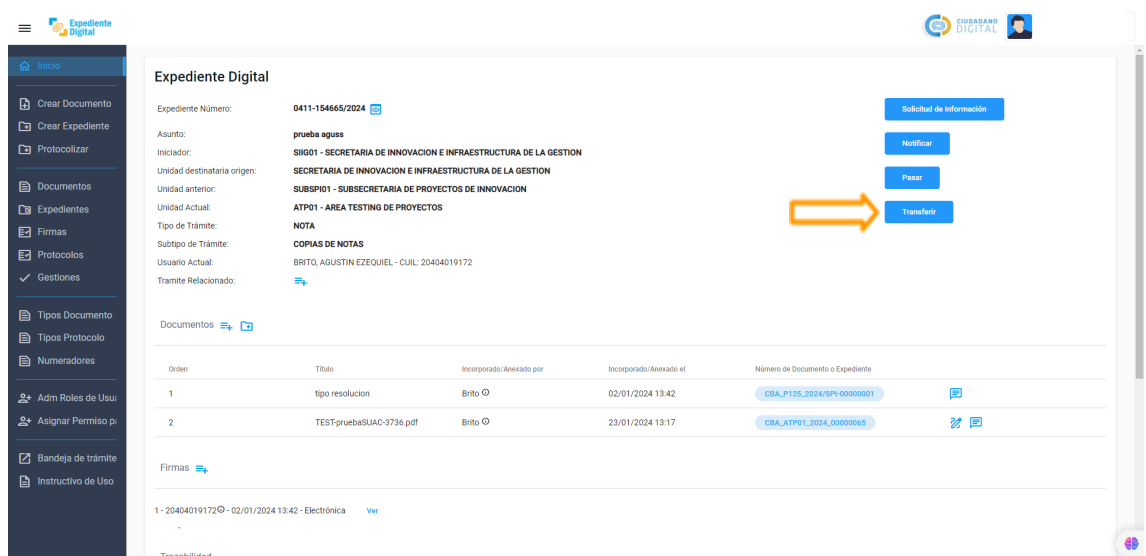 Expediente
Digital
CIUDADANO
DIGITAL
Inicio
Crear Documento
Crear Expediente
Protocolizar
Documentos
Expedientes
Firmas
Protocolos
Gestiones
Tipos Documento
Tipos Protocolo
Numeradores
Adm Roles de Usu
Asignar Permiso p
Bandeja de trámite
Instructivo de Uso
Expediente Digital
Expediente Número: 0411-154665/2024
Asunto: prueba aguss
Iniciador: SIIG01 - SECRETARIA DE INNOVACION E INFRAESTRUCTURA DE LA GESTION
Unidad destinataria origen: SECRETARIA DE INNOVACION E INFRAESTRUCTURA DE LA GESTION
Unidad anterior: SUBSPI01 - SUBSECRETARIA DE PROYECTOS DE INNOVACION
Unidad Actual: ATP01 - AREA TESTING DE PROYECTOS
Tipo de Trámite: NOTA
Subtipo de Trámite: COPIAS DE NOTAS
Usuario Actual: BRITO, AGUSTIN EZEQUIEL - CUIL: 20404019172
Tramite Relacionado:
Solicitud de Información
Notificar
Pasar
Transferir
Documentos
Orden Título Incorporado/Anexado por Incorporado/Anexado el Número de Documento o Expediente
1 tipo resolucion Brito 02/01/2024 13:42 CBA_P125_2024/SPI-00000001
2 TEST-pruebaSUAC-3736.pdf Brito 23/01/2024 13:17 CBA_ATP01_2024_00000065
Firmas
1 - 20404019172 - 02/01/2024 13:42 - Electrónica Ver
-
Trazabilidad